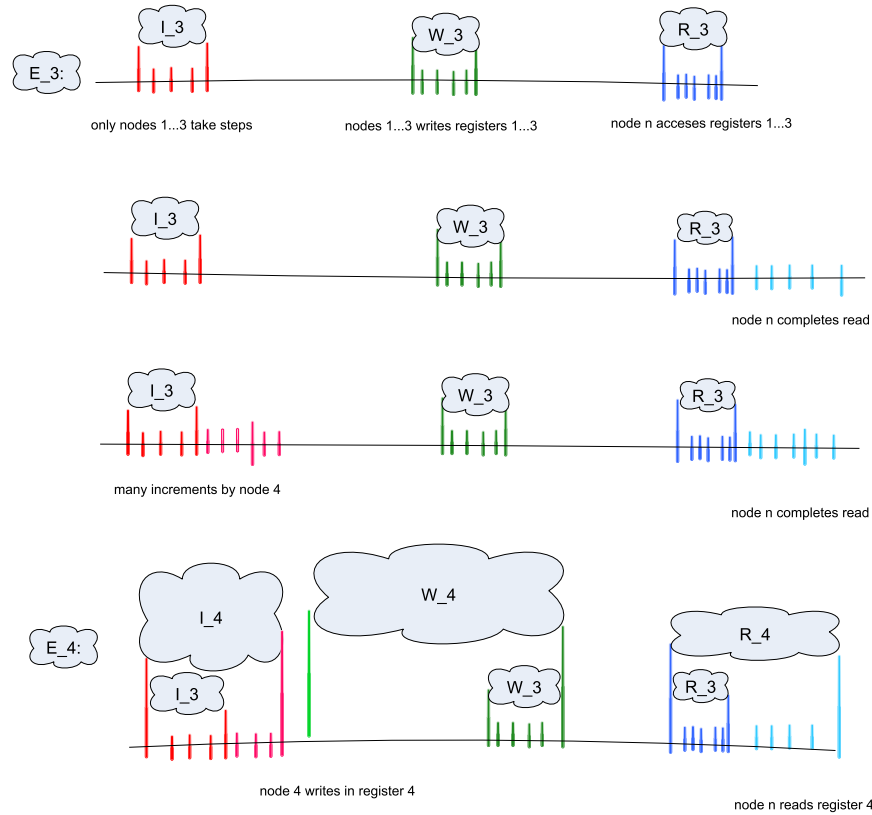 I_3
W_3
R_3
E_3:
only nodes 1...3 take steps
nodes 1...3 writes registers 1...3
node n acceses registers 1...3
I_3
W_3
R_3
node n completes read
I_3
W_3
R_3
many increments by node 4
node n completes read
I_4
W_4
R_4
E_4:
I_3
W_3
R_3
node 4 writes in register 4
node n reads register 4